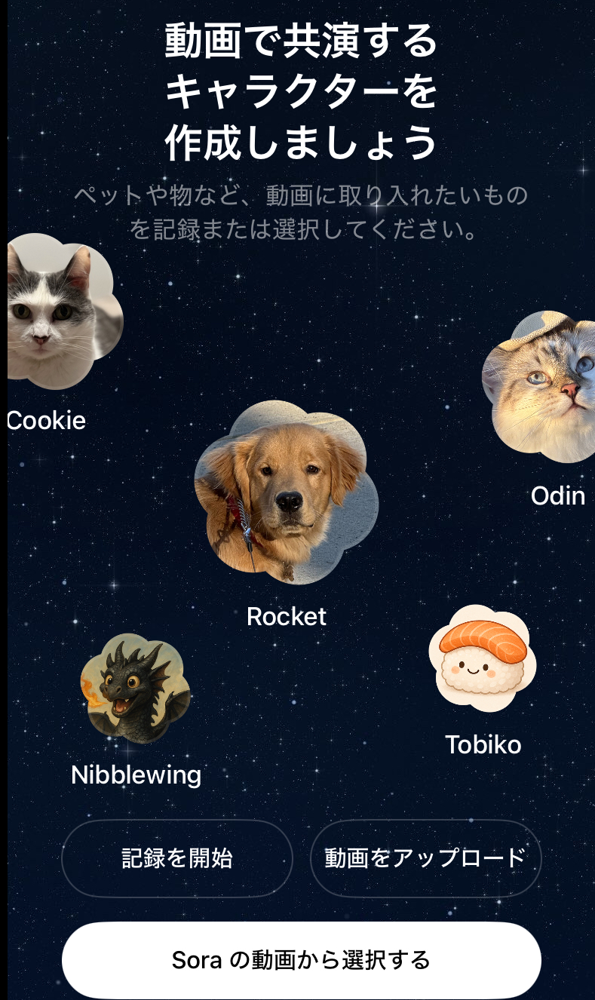 動画で共演する
キャラクターを
作成しましょう
ペットや物など、動画に取り入れたいもの
を記録または選択してください。
Cookie
Odin
Rocket
Tobiko
Nibblewing
記録を開始
動画をアップロード
Sora の動画から選択する